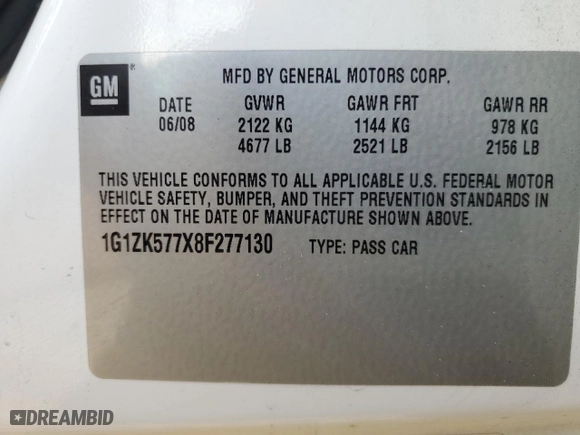 GM ®
MFD BY GENERAL MOTORS CORP.
DATE GVWR GAWR FRT GAWR RR
06/08 2122 KG 1144 KG 978 KG
4677 LB 2521 LB 2156 LB
THIS VEHICLE CONFORMS TO ALL APPLICABLE U.S. FEDERAL MOTOR
VEHICLE SAFETY, BUMPER, AND THEFT PREVENTION STANDARDS IN
EFFECT ON THE DATE OF MANUFACTURE SHOWN ABOVE.
1G1ZK577X8F277130 TYPE: PASS CAR
DREAMBID